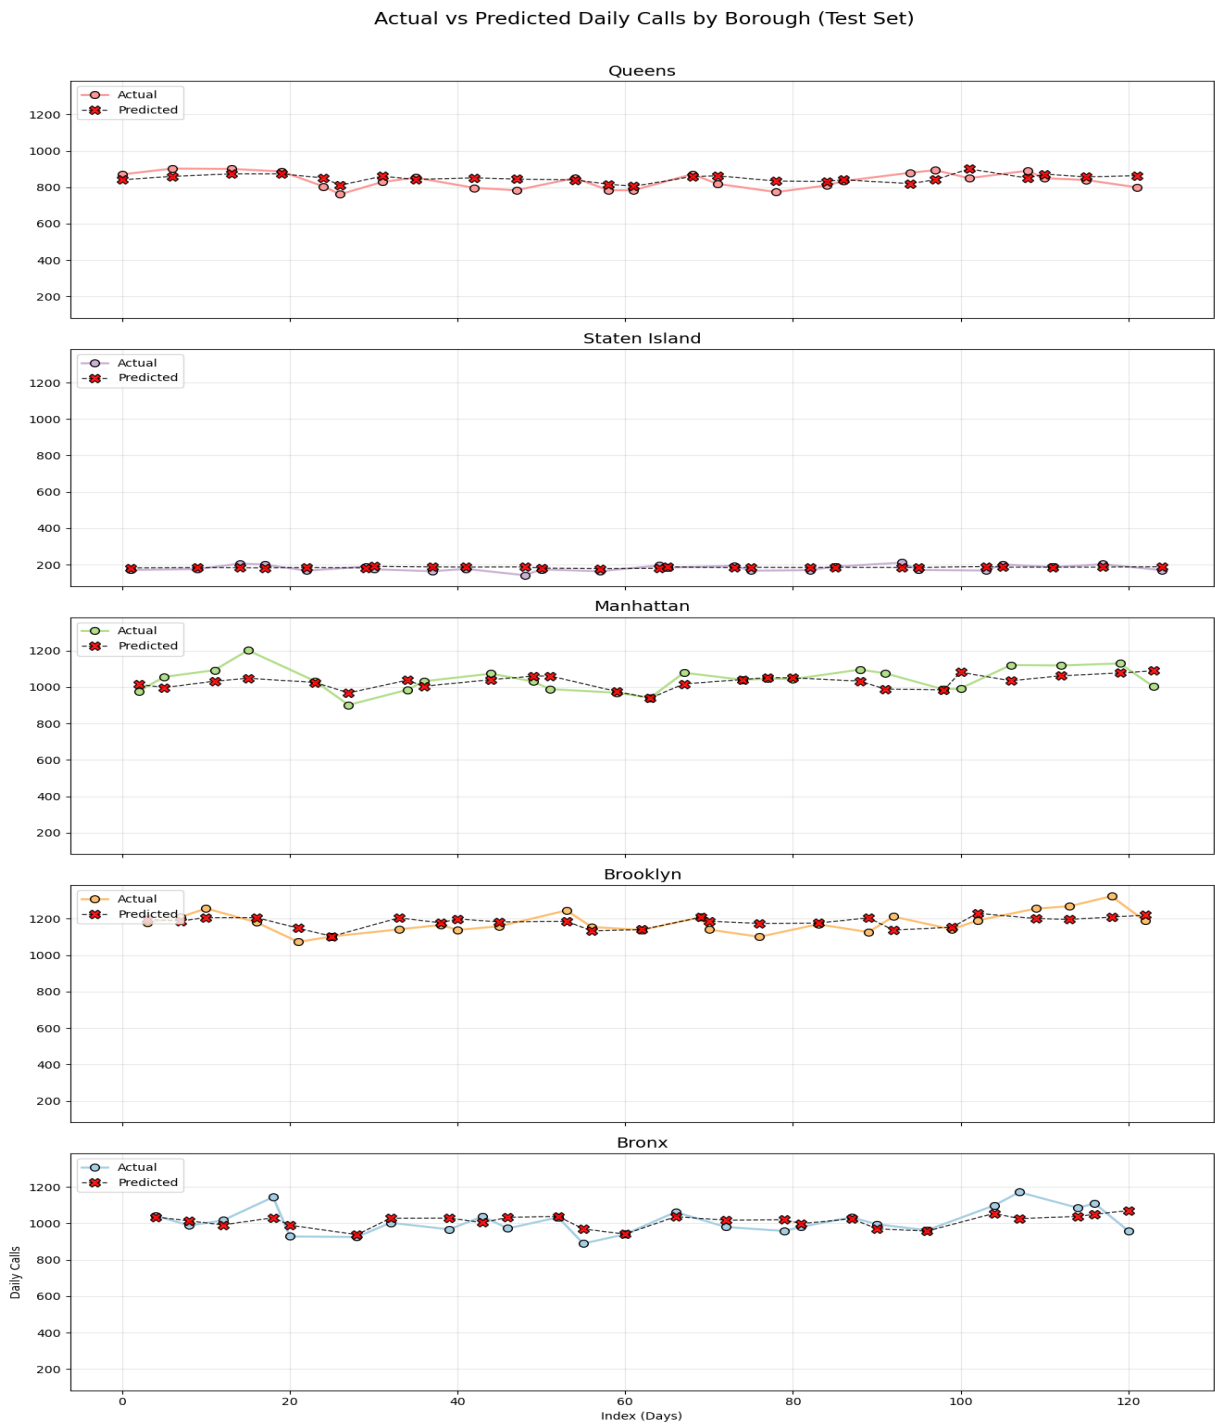 Actual vs Predicted Daily Calls by Borough (Test Set)
Queens
Actual
Predicted
1200
1000
800
600
400
200
Staten Island
Actual
Predicted
1200
1000
800
600
400
200
Manhattan
Actual
Predicted
1200
1000
800
600
400
200
Brooklyn
Actual
Predicted
1200
1000
800
600
400
200
Bronx
Actual
Predicted
1200
1000
800
600
400
200
Daily Calls
0 20 40 60 80 100 120
Index (Days)